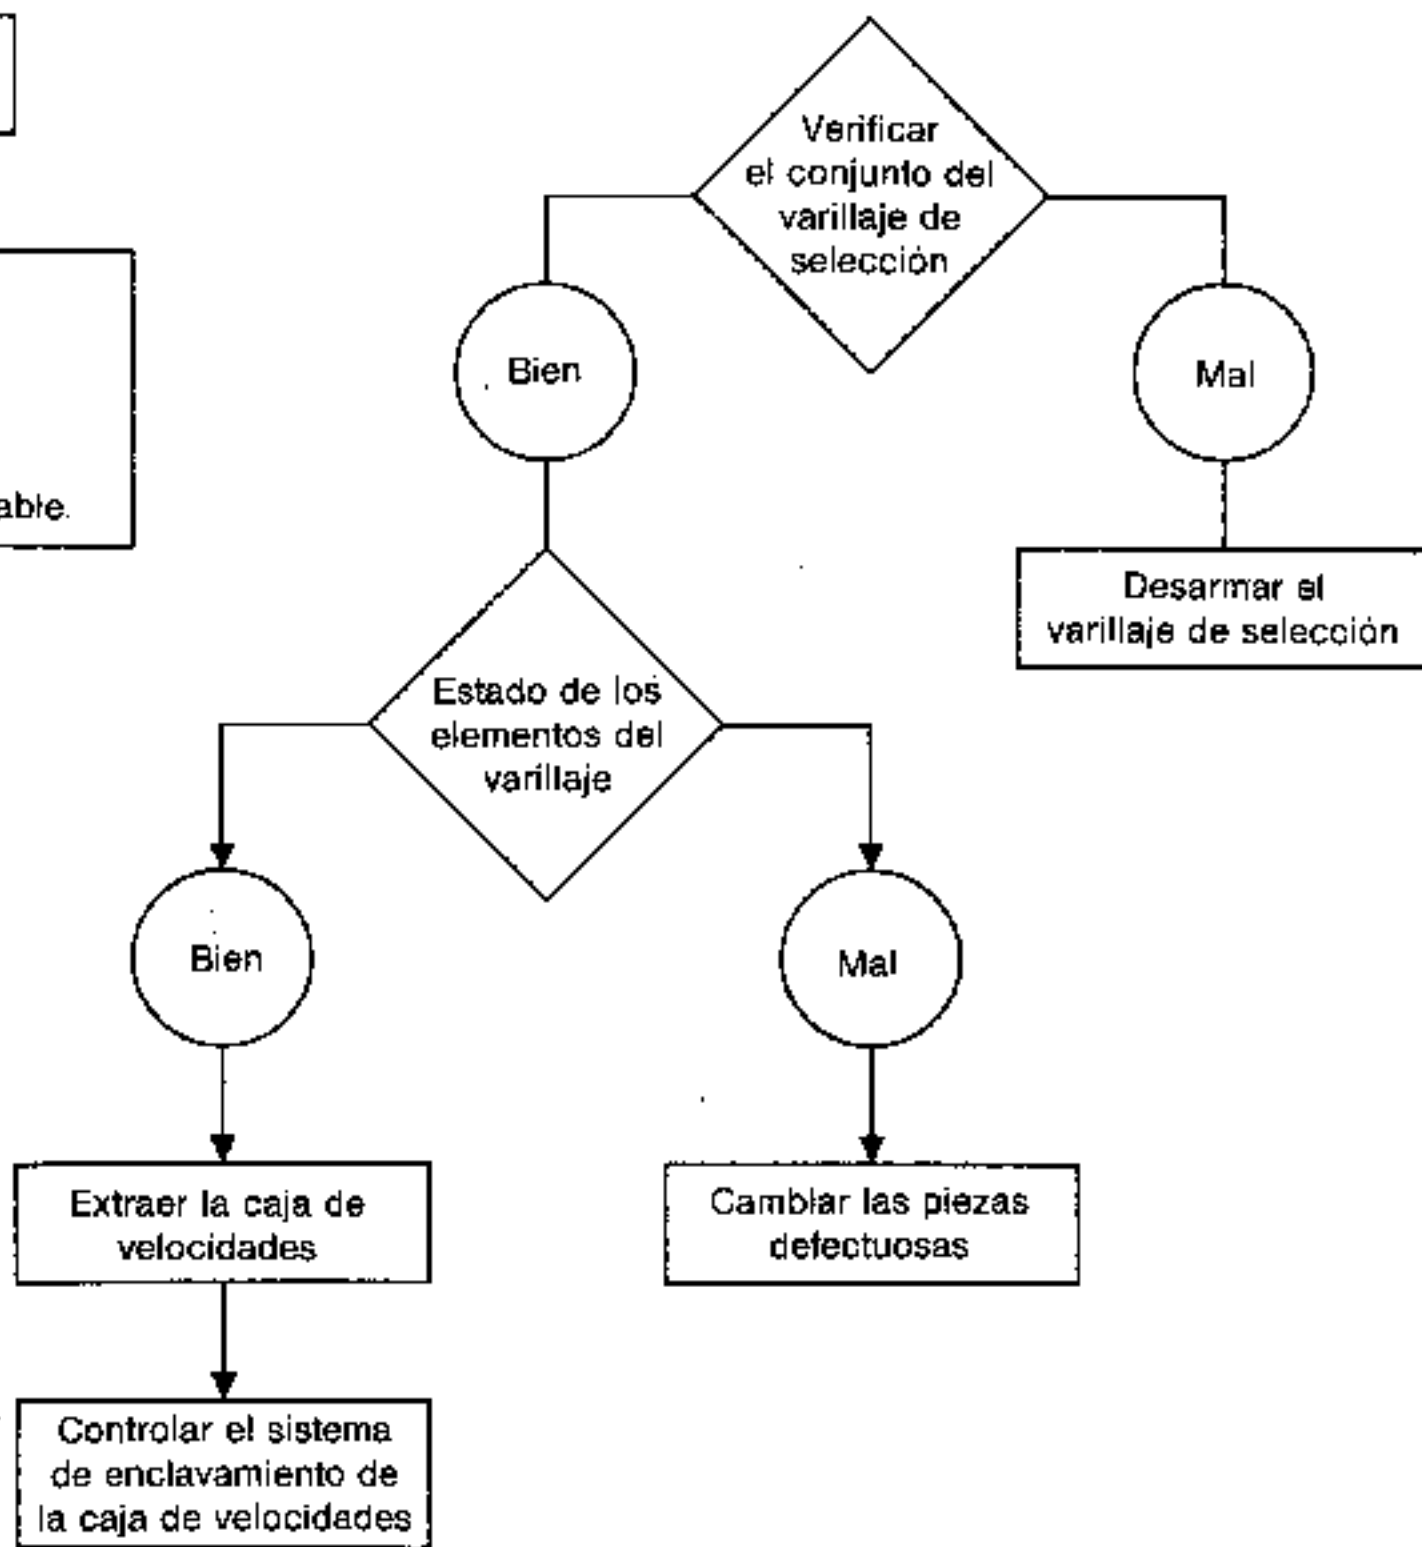 Verificar
el conjunto del
varillaje de
selección
Bien
Mal
able.
Desarmar el
varillaje de selección
Estado de los
elementos del
varillaje
Bien
Mal
Extraer la caja de
velocidades
Cambiar las piezas
defectuosas
Controlar el sistema
de enclavamiento de
la caja de velocidades